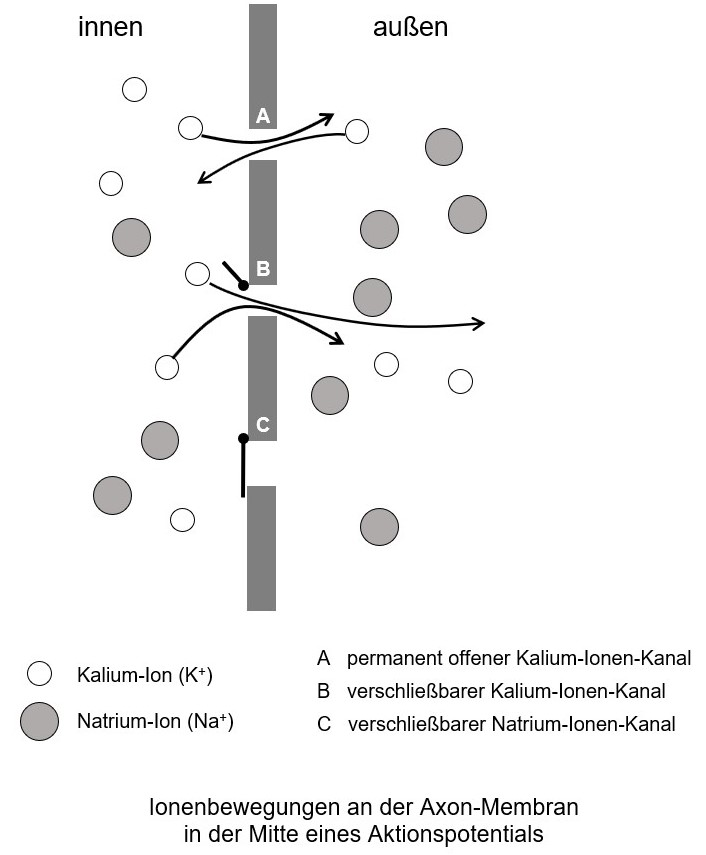 innen
außen
A
B
C
Kalium-Ion (K⁺)
Natrium-Ion (Na⁺)
A permanent offener Kalium-Ionen-Kanal
B verschließbarer Kalium-Ionen-Kanal
C verschließbarer Natrium-Ionen-Kanal
Ionenbewegungen an der Axon-Membran
in der Mitte eines Aktionspotentials